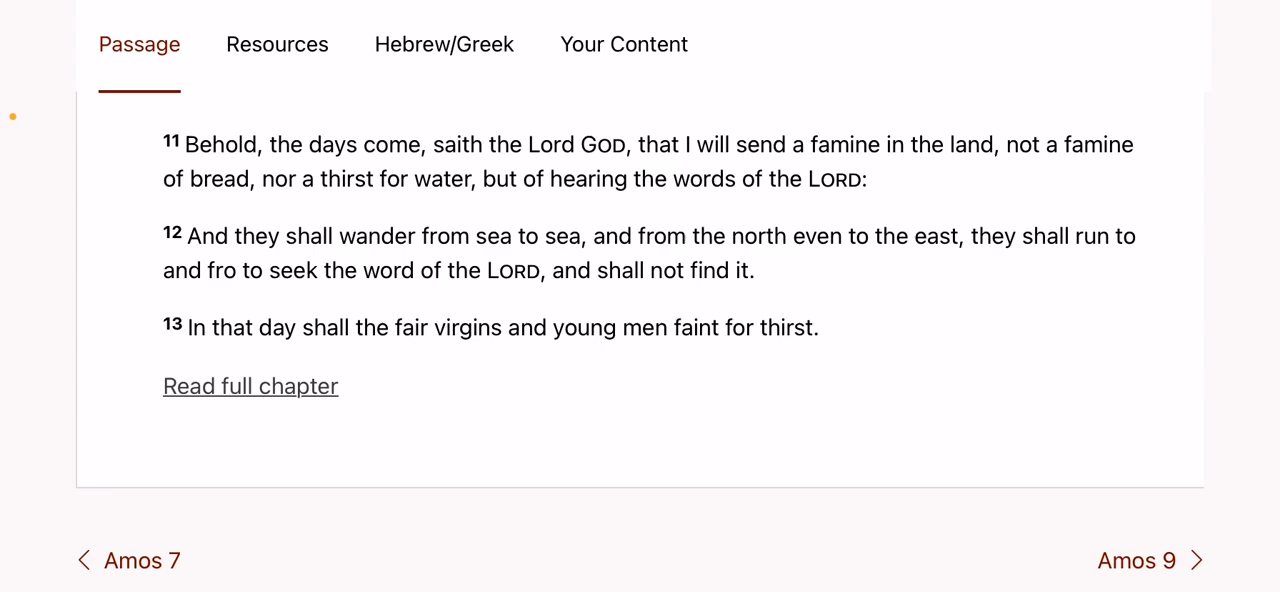 Passage Resources Hebrew/Greek Your Content
11 Behold, the days come, saith the Lord GOD, that I will send a famine in the land, not a famine
of bread, nor a thirst for water, but of hearing the words of the LORD:
12 And they shall wander from sea to sea, and from the north even to the east, they shall run to
and fro to seek the word of the LORD, and shall not find it.
13 In that day shall the fair virgins and young men faint for thirst.
Read full chapter
Amos 7 Amos 9